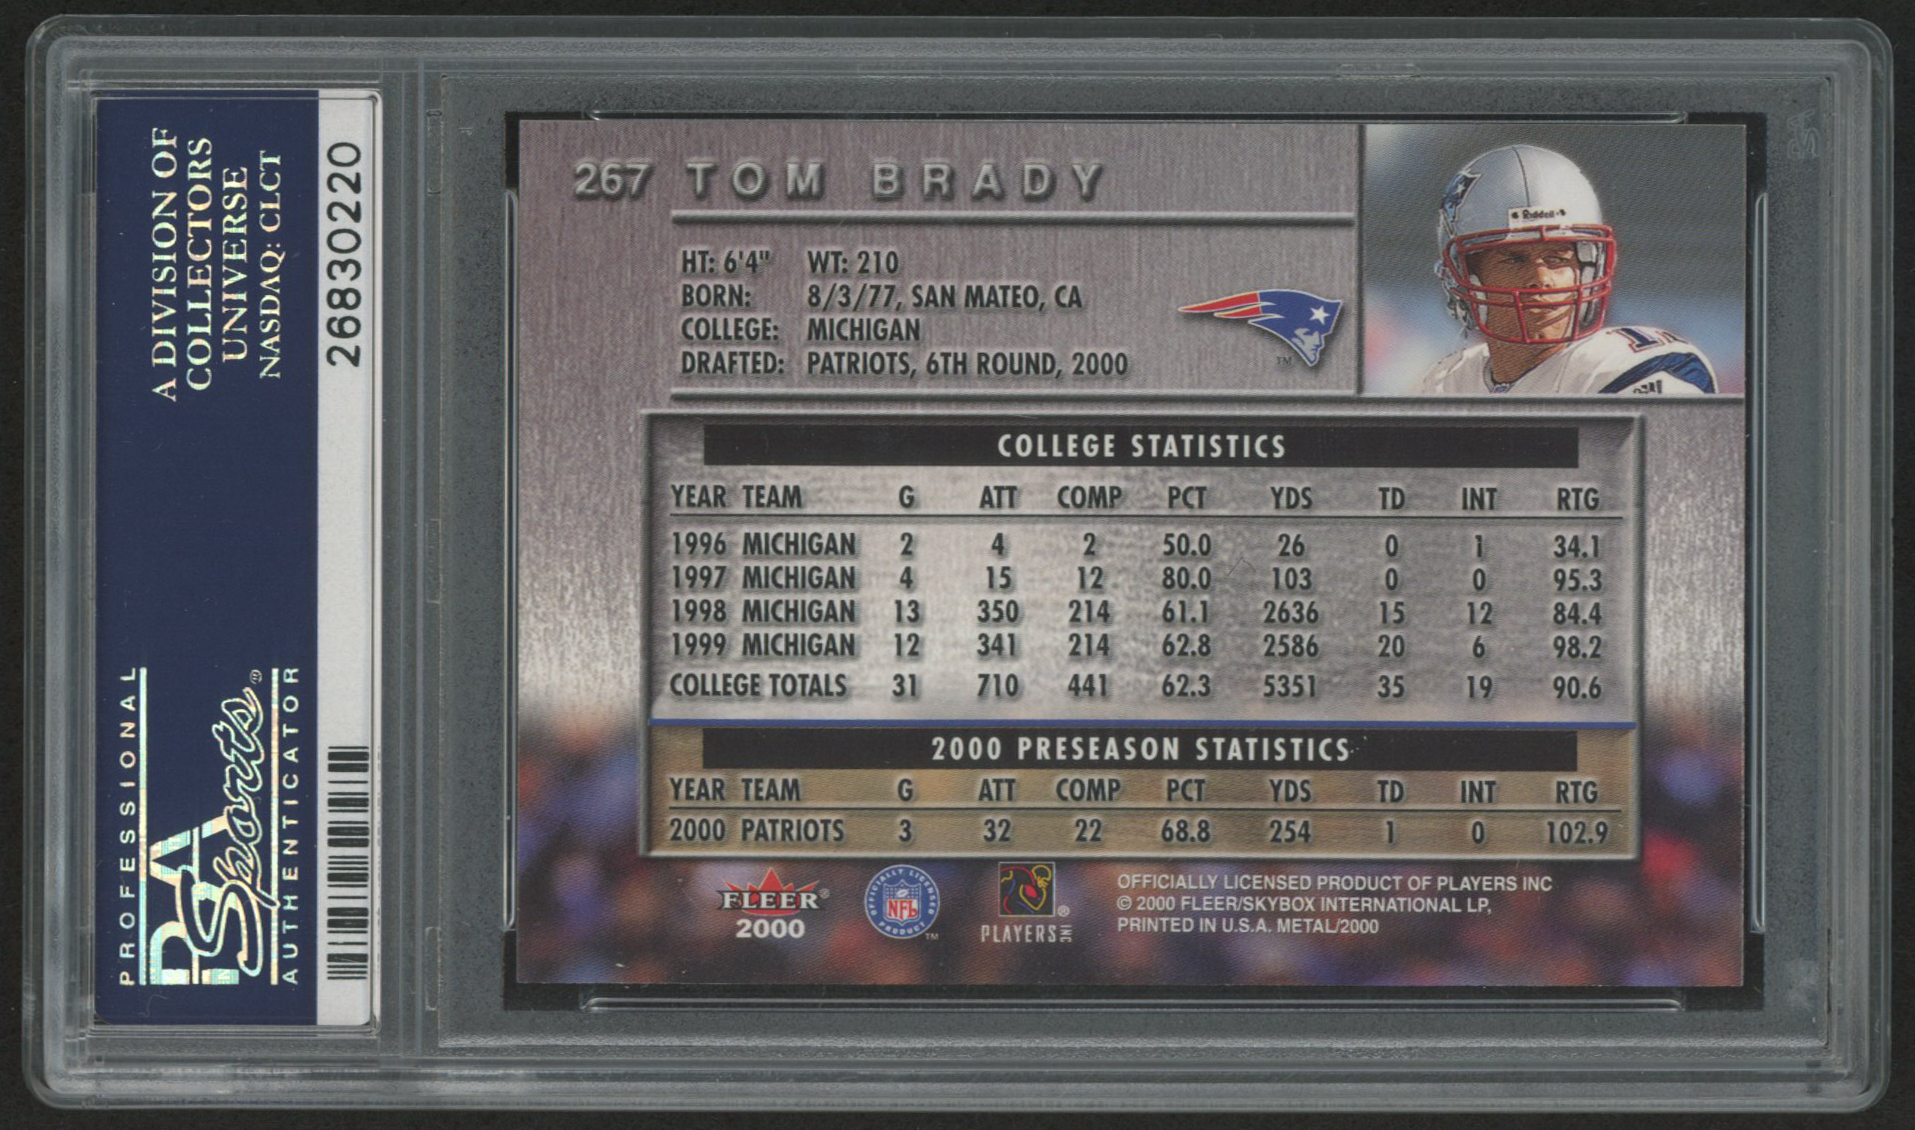 A DIVISION OF
COLLECTORS
UNIVERSE
NASDAQ: CLCT
26830220
PROFESSIONAL
PSA
Sports®
AUTHENTICATOR
267 TOM BRADY
HT: 6'4" WT: 210
BORN: 8/3/77, SAN MATEO, CA
COLLEGE: MICHIGAN
DRAFTED: PATRIOTS, 6TH ROUND, 2000
TM
Riddell
COLLEGE STATISTICS
YEAR TEAM G ATT COMP PCT YDS TD INT RTG
1996 MICHIGAN 2 4 2 50.0 26 0 1 34.1
1997 MICHIGAN 4 15 12 80.0 103 0 0 95.3
1998 MICHIGAN 13 350 214 61.1 2636 15 12 84.4
1999 MICHIGAN 12 341 214 62.8 2586 20 6 98.2
COLLEGE TOTALS 31 710 441 62.3 5351 35 19 90.6
2000 PRESEASON STATISTICS
YEAR TEAM G ATT COMP PCT YDS TD INT RTG
2000 PATRIOTS 3 32 22 68.8 254 1 0 102.9
FLEER®
2000
OFFICIALLY LICENSED
NFL
PRODUCT
TM
PLAYERS INC
®
OFFICIALLY LICENSED PRODUCT OF PLAYERS INC
© 2000 FLEER/SKYBOX INTERNATIONAL LP,
PRINTED IN U.S.A. METAL/2000